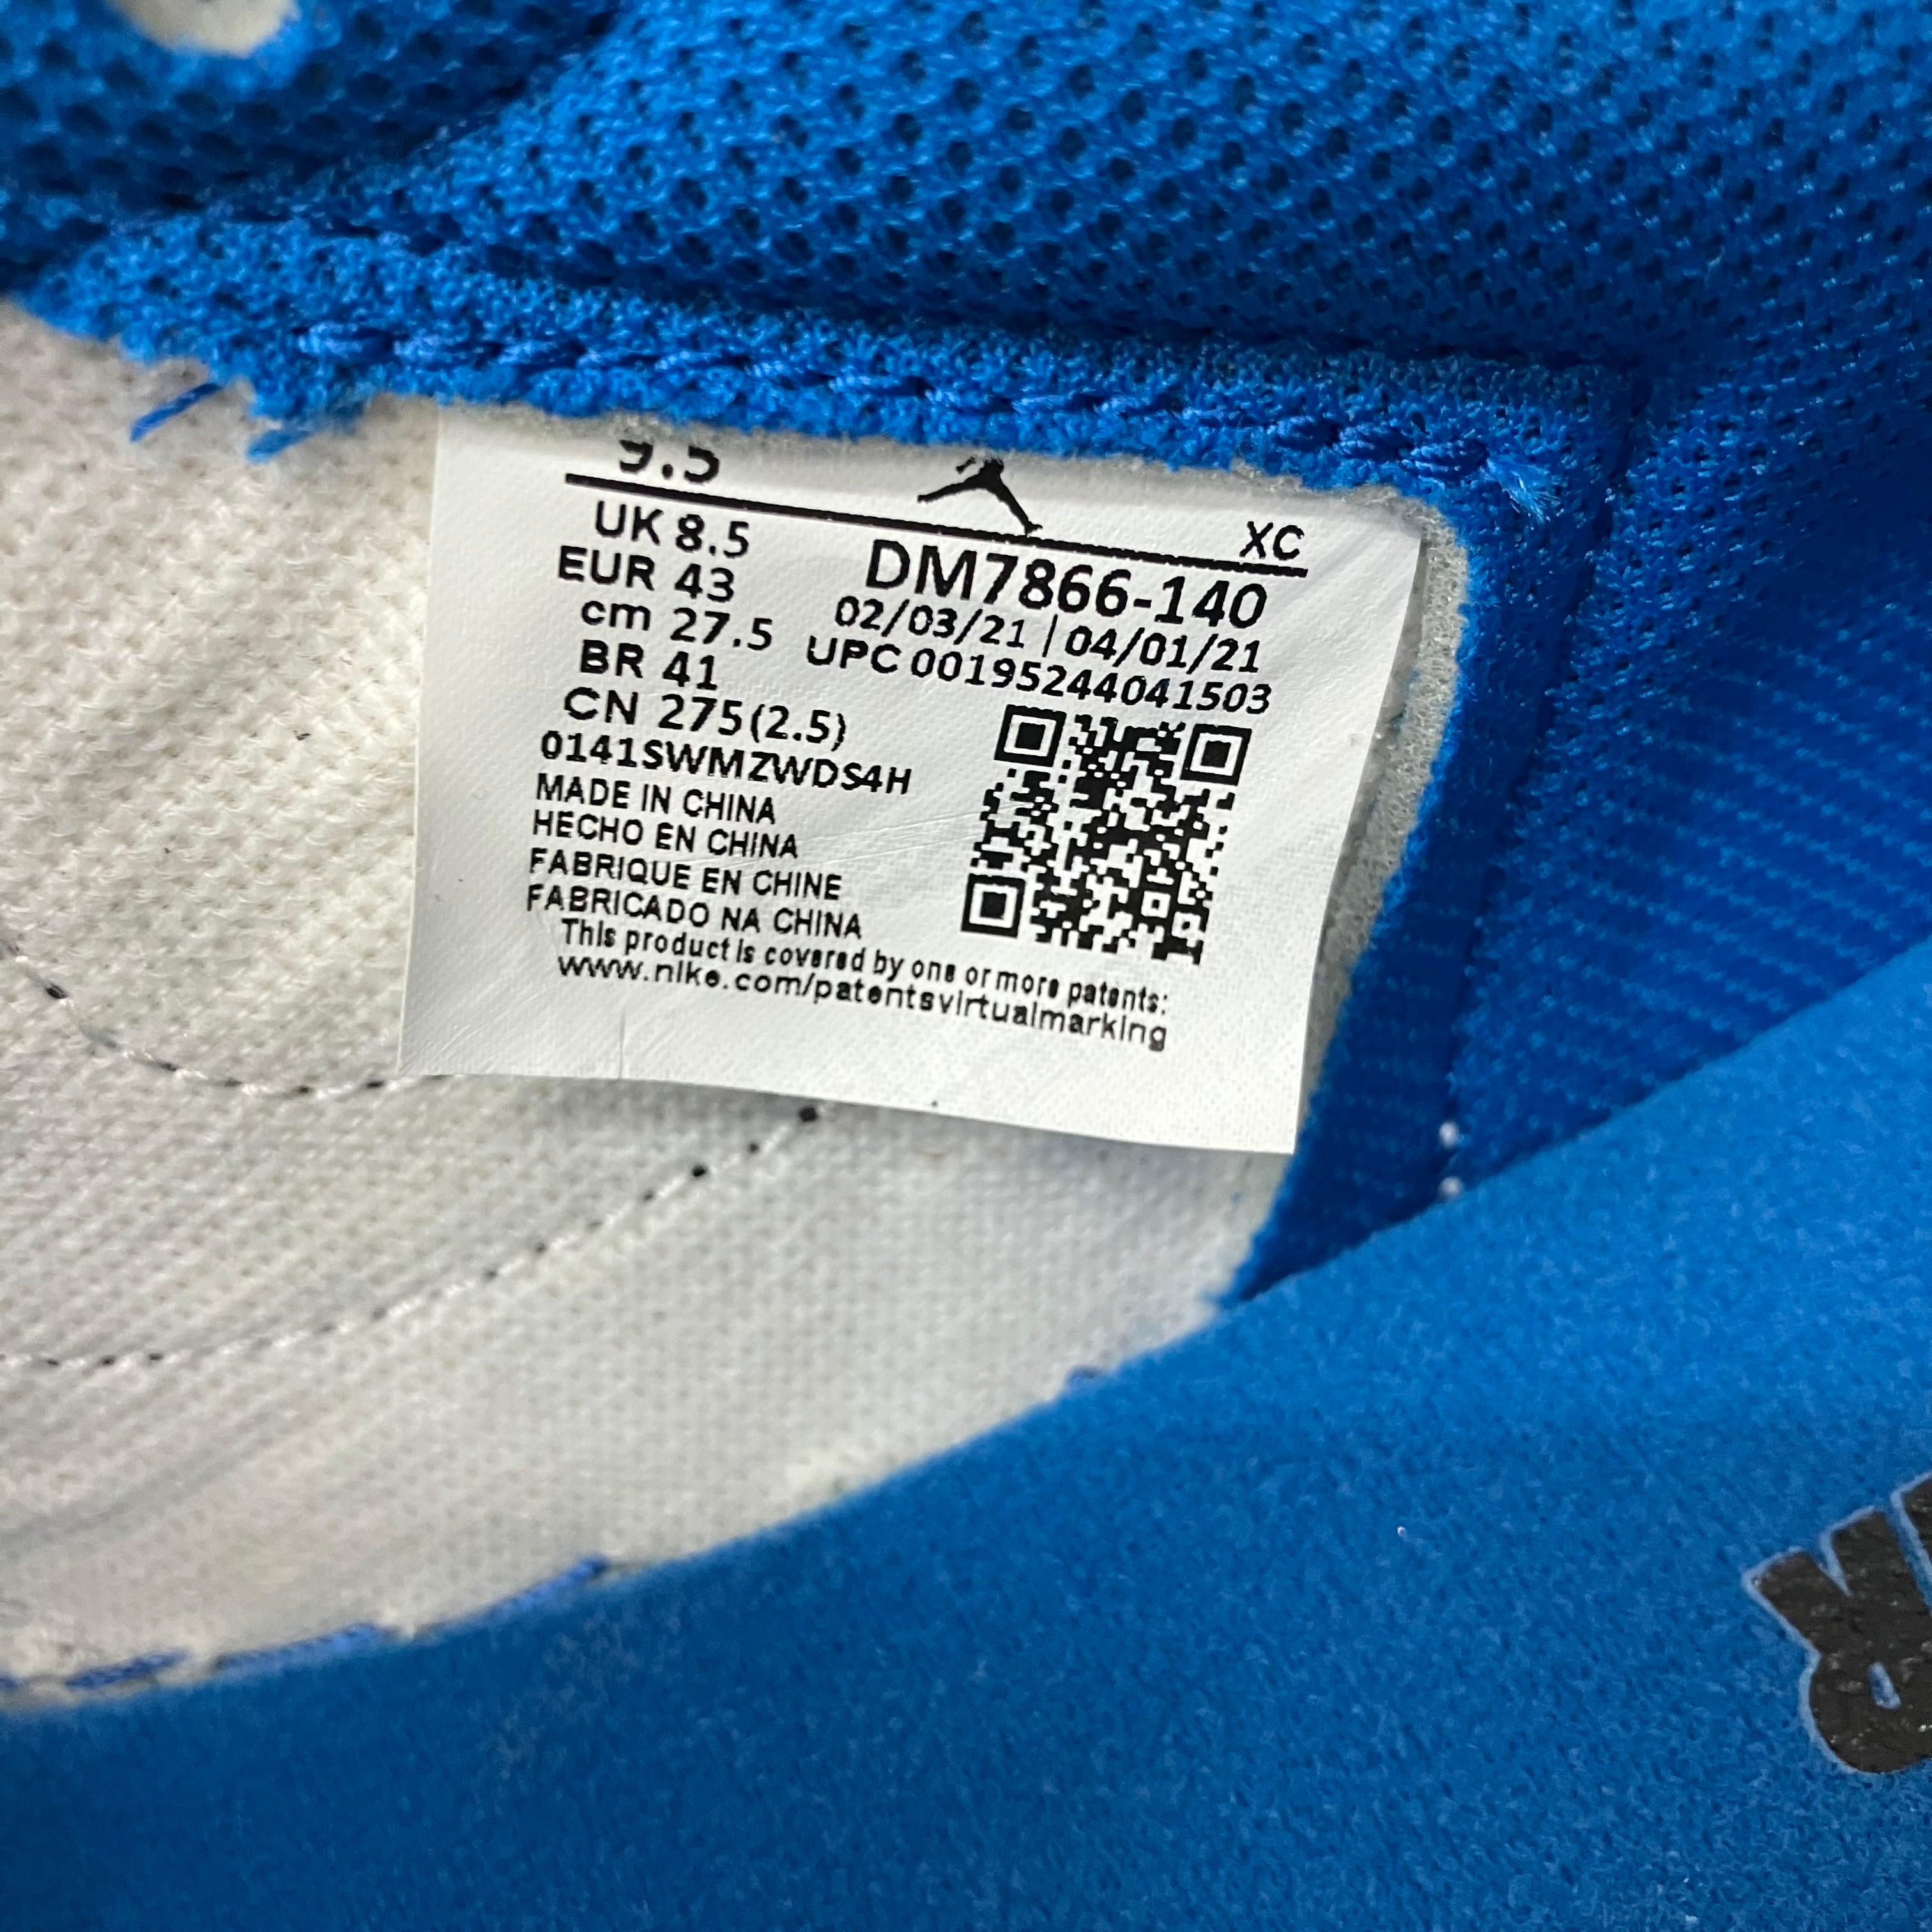 9.5
XC
UK 8.5
EUR 43
cm 27.5
BR 41
CN 275(2.5)
DM7866-140
02/03/21 | 04/01/21
UPC 00195244041503
0141SWMZWDS4H
MADE IN CHINA
HECHO EN CHINA
FABRIQUE EN CHINE
FABRICADO NA CHINA
This product is covered by one or more patents:
www.nike.com/patentsvirtualmarking